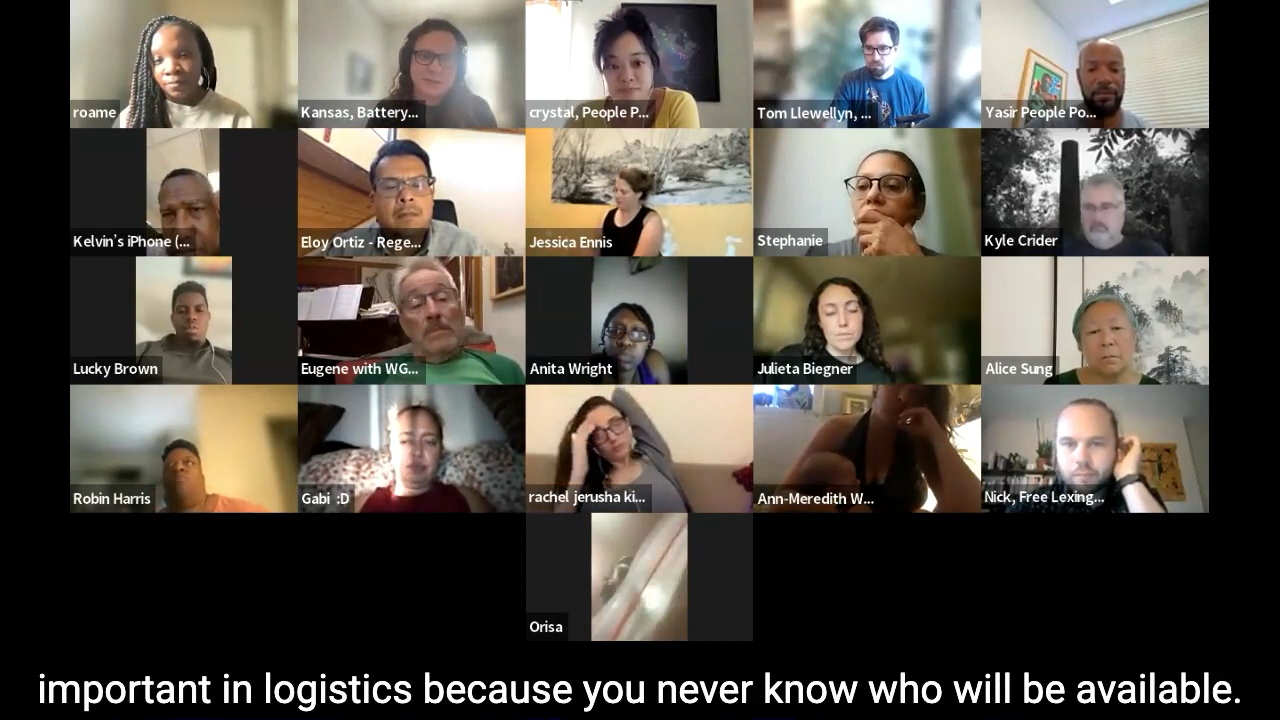 roame
Kansas, Battery...
crystal, People P...
Tom Llewellyn, ...
Yasir People Po...
Kelvin's iPhone (...
Eloy Ortiz - Rege...
Jessica Ennis
Stephanie
Kyle Crider
Lucky Brown
Eugene with WG...
Anita Wright
Julieta Biegner
Alice Sung
Robin Harris
Gabi :D
rachel jerusha ki...
Ann-Meredith W...
Nick, Free Lexing...
Orisa
important in logistics because you never know who will be available.